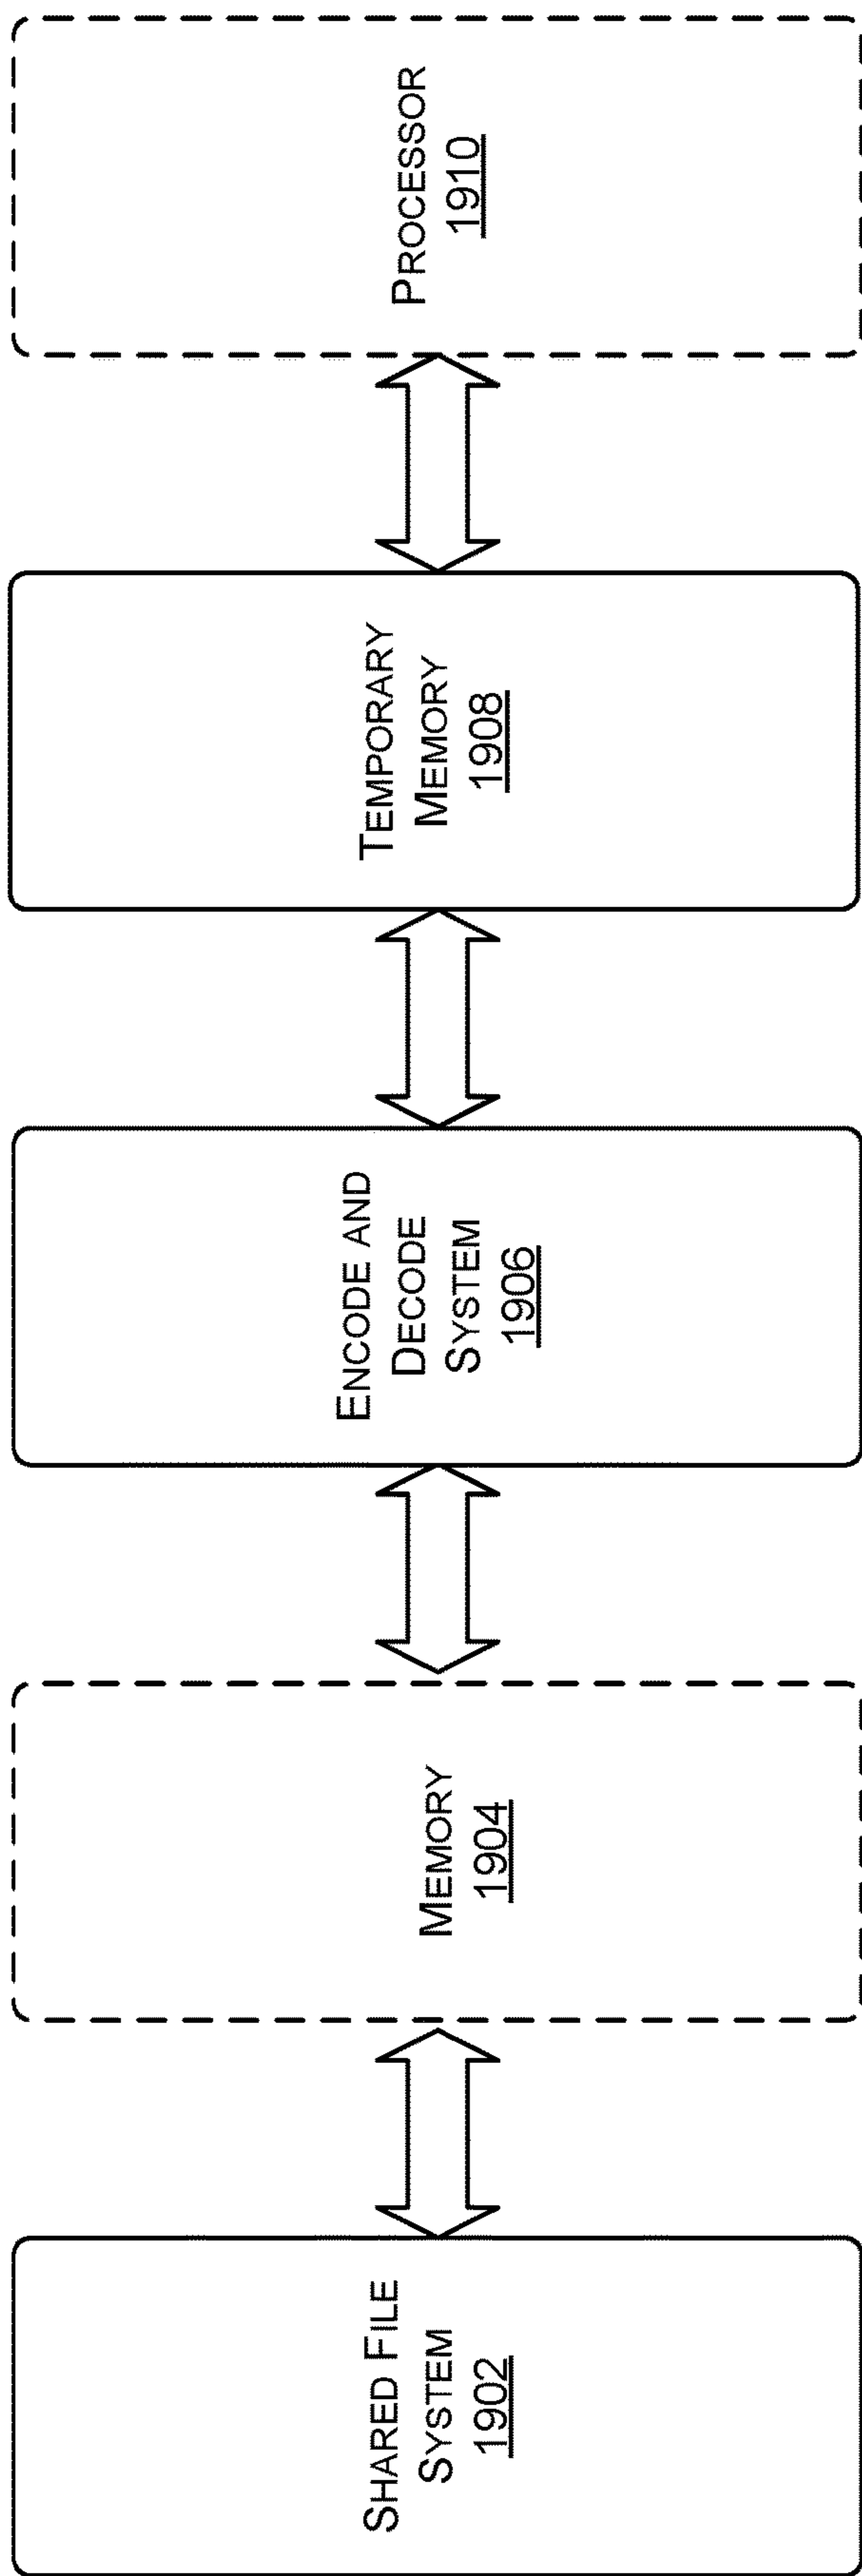 SHARED FILE
SYSTEM
1902
MEMORY
1904
ENCODE AND
DECODE
SYSTEM
1906
TEMPORARY
MEMORY
1908
PROCESSOR
1910